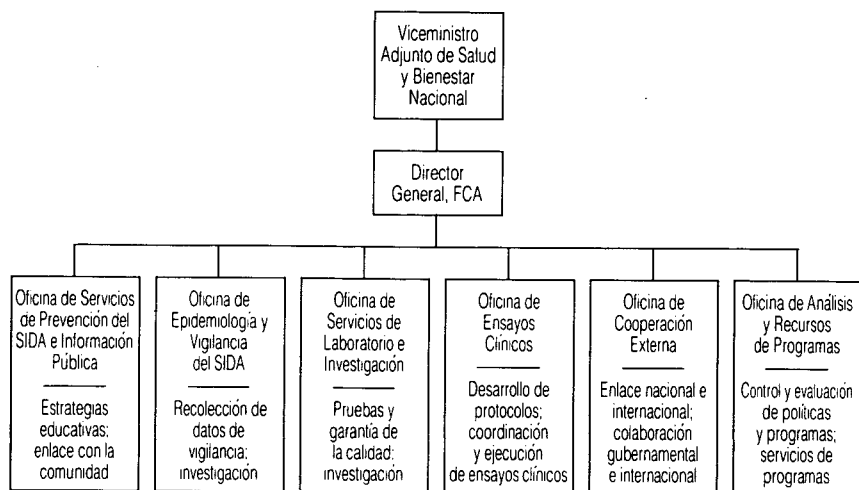 Viceministro
Adjunto de Salud
y Bienestar
Nacional
Director
General, FCA
Oficina de Servicios
de Prevención del
SIDA e Información
Pública
Estrategias
educativas;
enlace con la
comunidad
Oficina de
Epidemiología y
Vigilancia
del SIDA
Recolección de
datos de
vigilancia;
investigación
Oficina de
Servicios de
Laboratorio e
Investigación
Pruebas y
garantía de
la calidad;
investigación
Oficina de
Ensayos
Clínicos
Desarrollo de
protocolos;
coordinación
y ejecución
de ensayos clínicos
Oficina de
Cooperación
Externa
Enlace nacional e
internacional;
colaboración
gubernamental
e internacional
Oficina de Análisis
y Recursos
de Programas
Control y evaluación
de políticas
y programas;
servicios de
programas